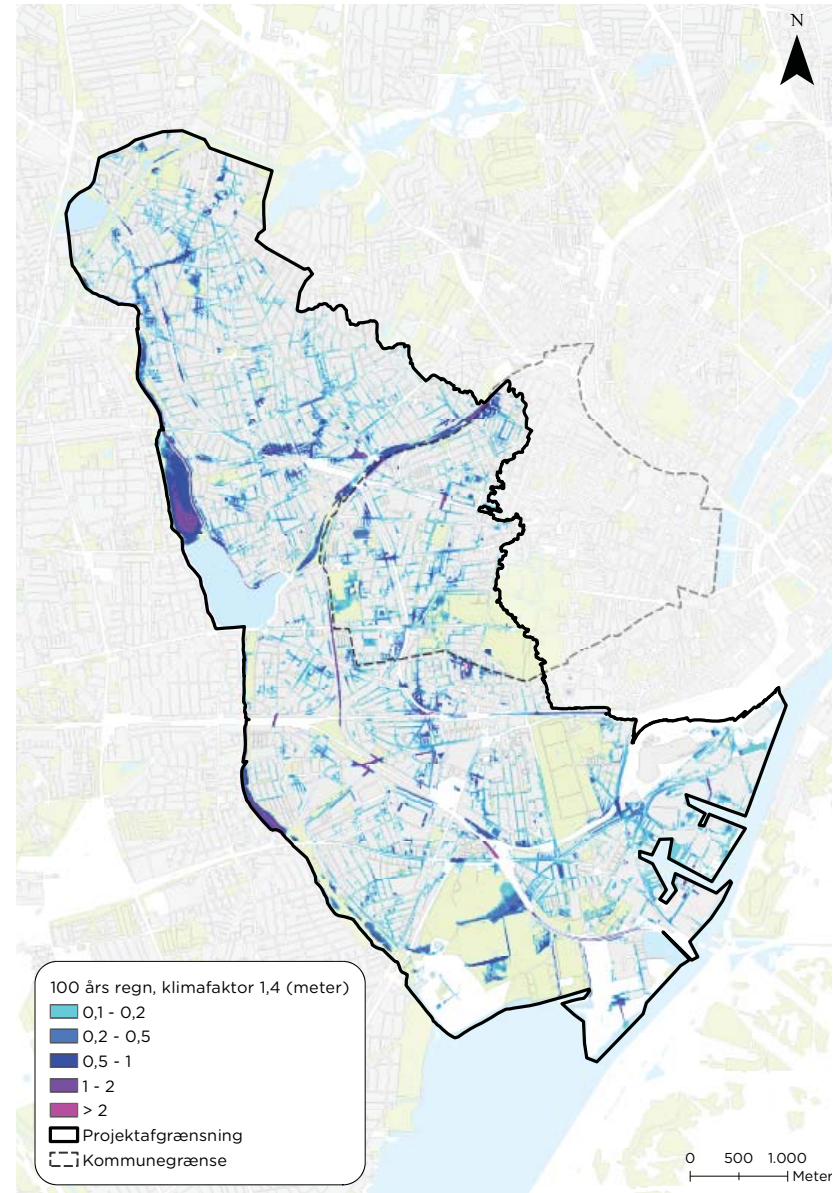 N
100 års regn, klimafaktor 1,4 (meter)
0,1 - 0,2
0,2 - 0,5
0,5 - 1
1 - 2
> 2
Projektafgrænsning
Kommunegrænse
0 500 1.000
Meter